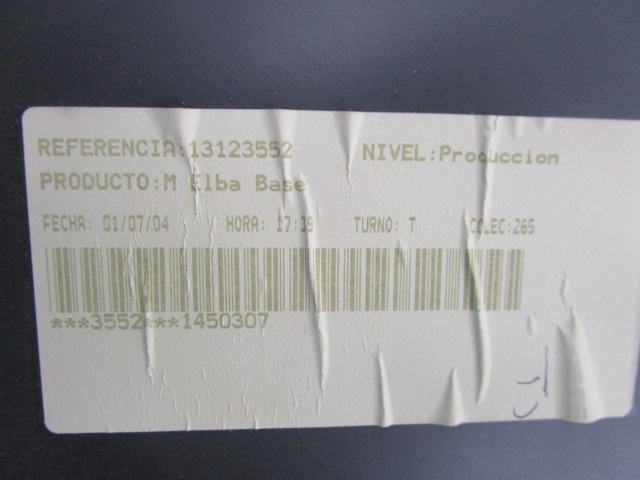 REFERENCIA:13123552 NIVEL:Produccion
PRODUCTO:M Elba Base
FECHA: 01/07/04 HORA: 17:39 TURNO: T COLEC:265
***3552***1450307